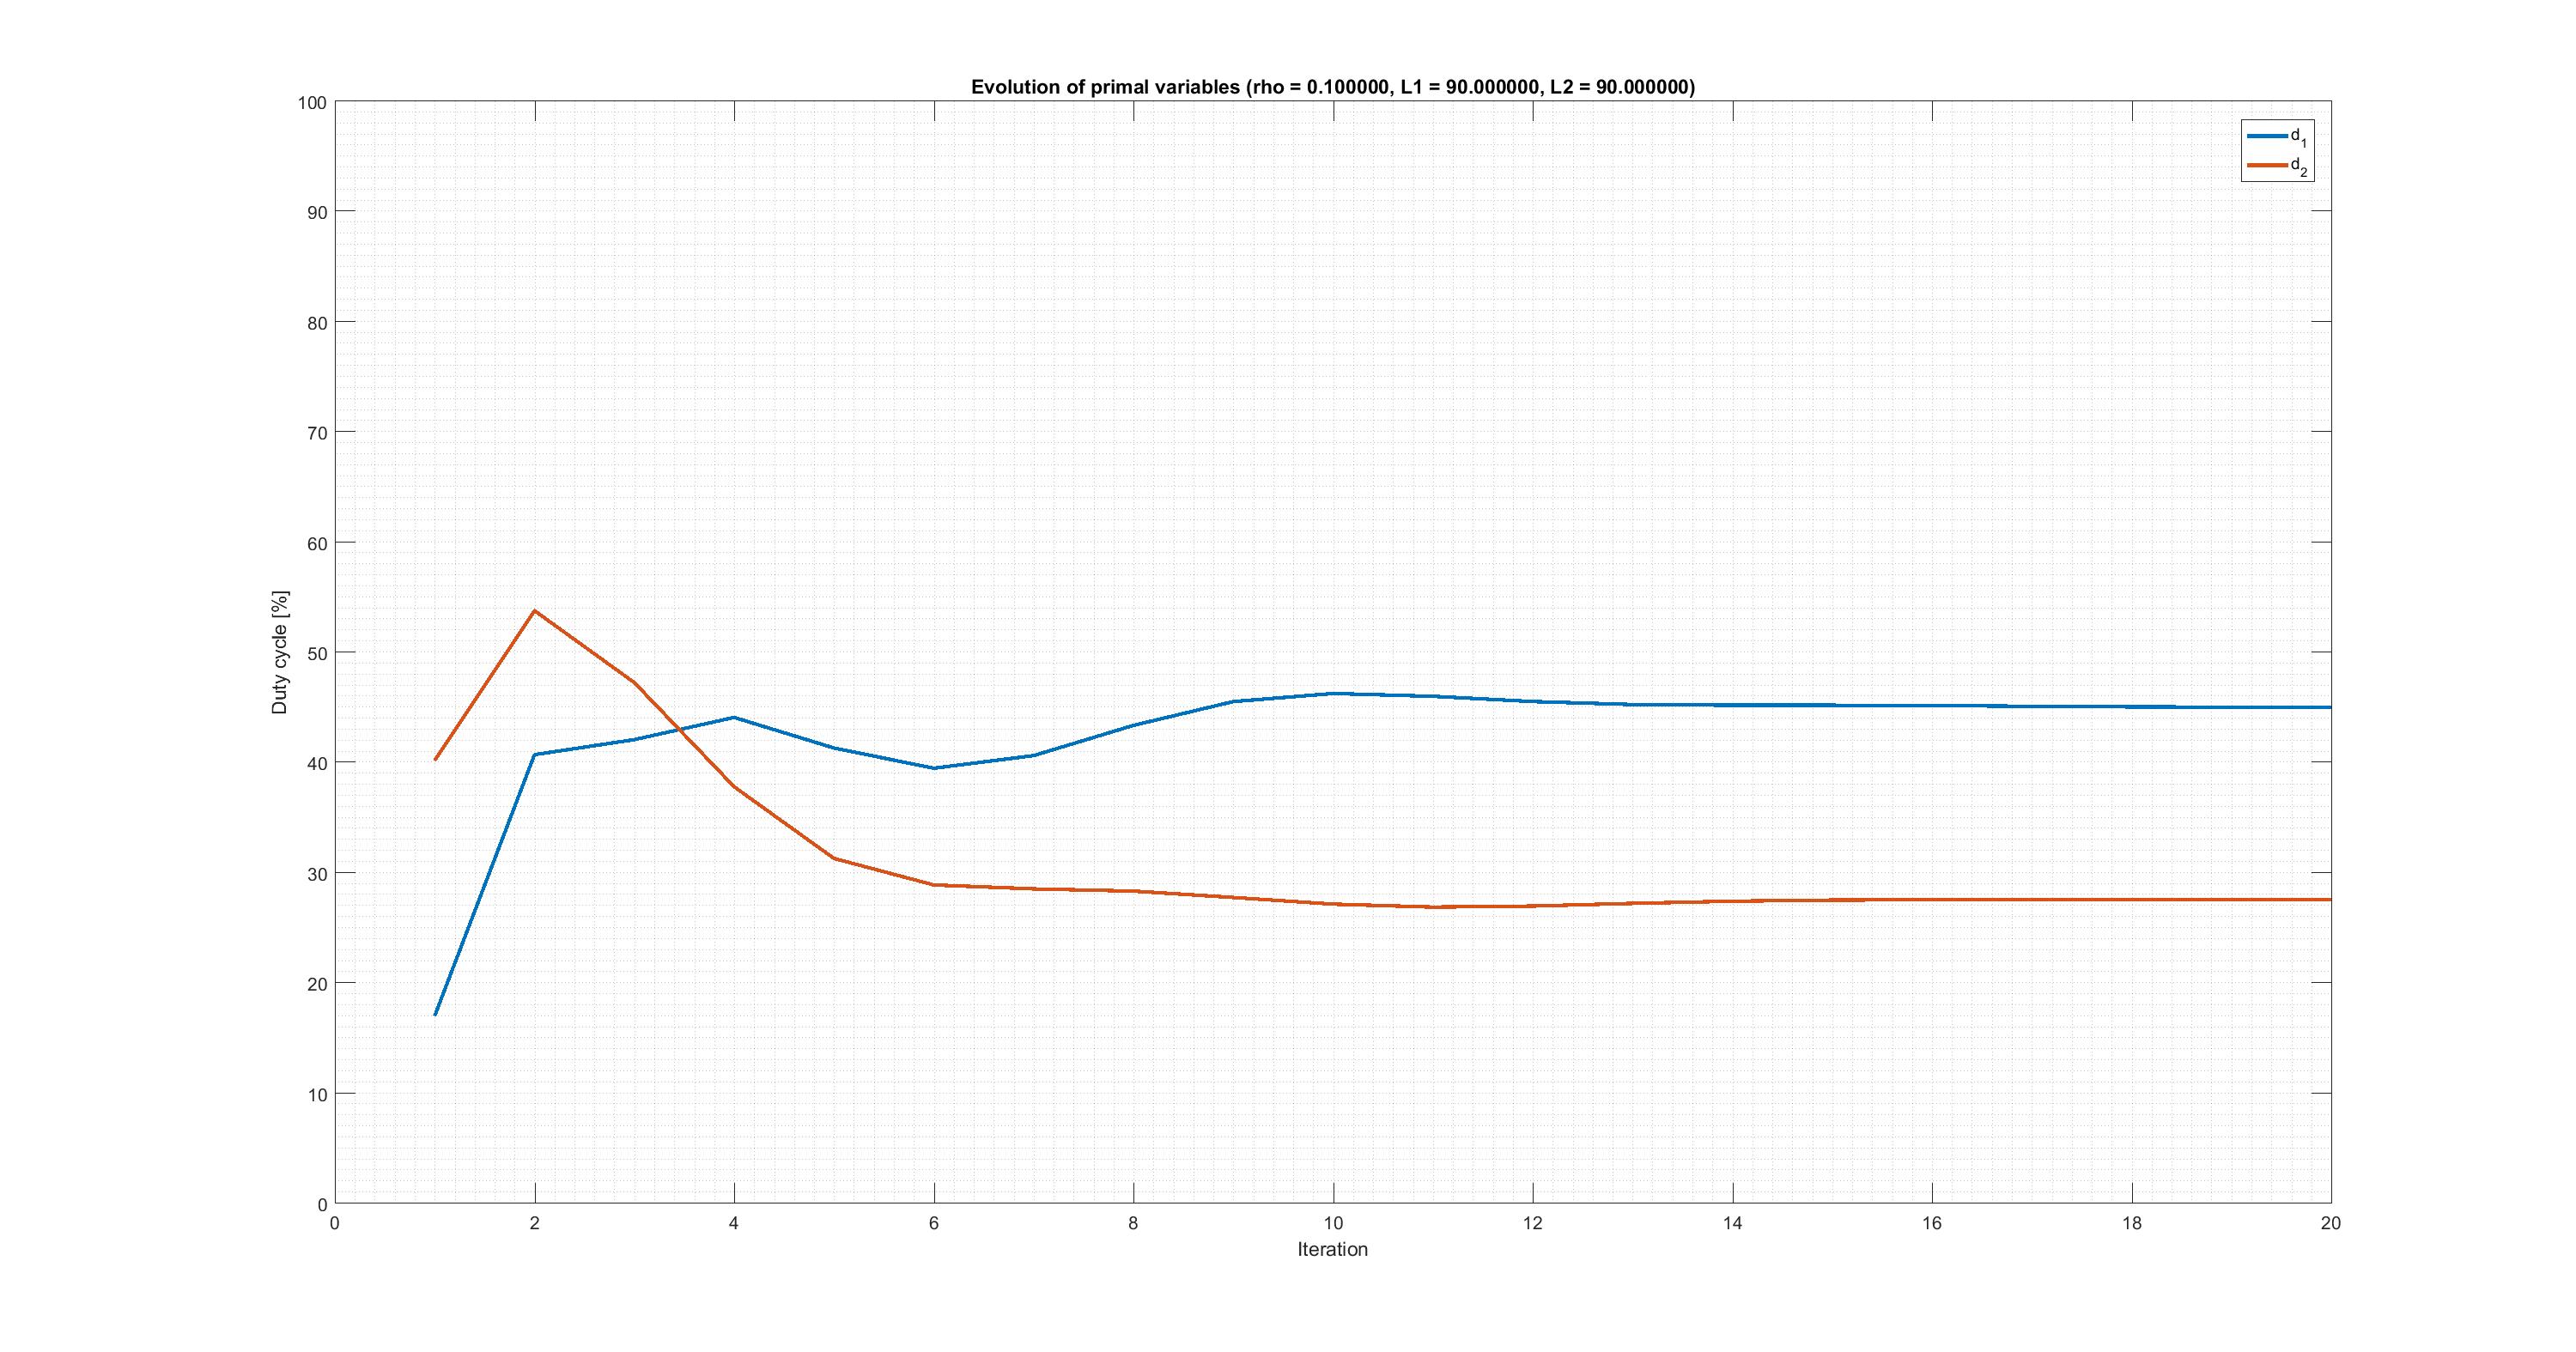 Evolution of primal variables (rho = 0.100000, L1 = 90.000000, L2 = 90.000000)
100
90
80
70
60
50
40
30
20
10
0
Duty cycle [%]
d1
d2
0 2 4 6 8 10 12 14 16 18 20
Iteration